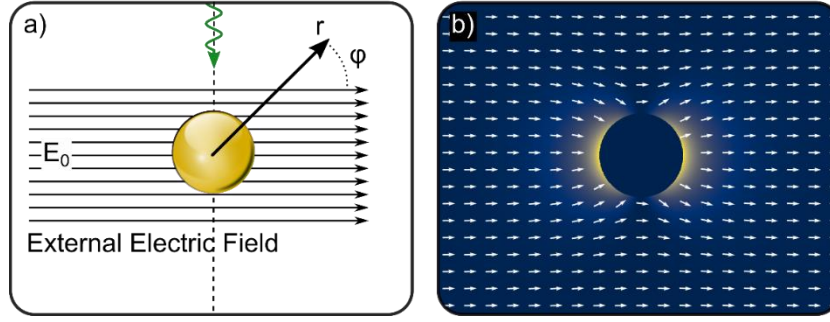 a)
r
φ
E₀
External Electric Field
b)